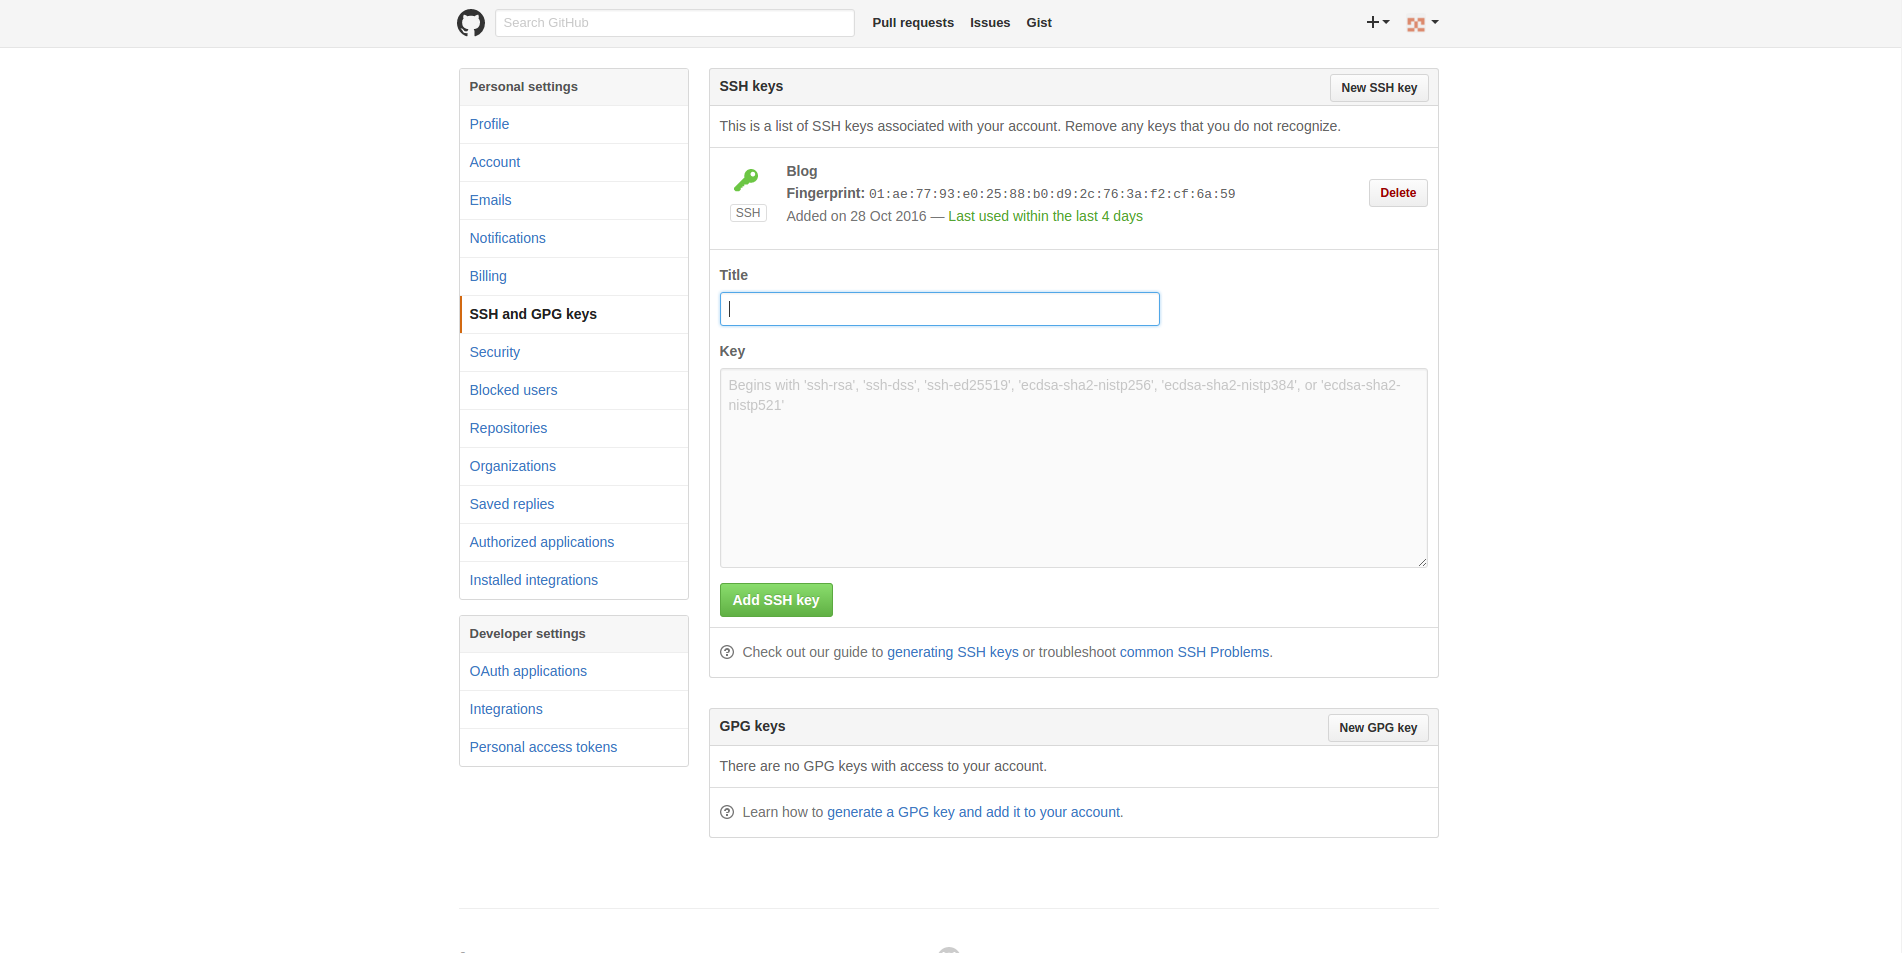 Search GitHub
Pull requests
Issues
Gist
Personal settings
Profile
Account
Emails
Notifications
Billing
SSH and GPG keys
Security
Blocked users
Repositories
Organizations
Saved replies
Authorized applications
Installed integrations
Developer settings
OAuth applications
Integrations
Personal access tokens
SSH keys
New SSH key
This is a list of SSH keys associated with your account. Remove any keys that you do not recognize.
SSH
Blog
Fingerprint: 01:ae:77:93:e0:25:88:b0:d9:2c:76:3a:f2:cf:6a:59
Added on 28 Oct 2016 — Last used within the last 4 days
Delete
Title
Key
Begins with 'ssh-rsa', 'ssh-dss', 'ssh-ed25519', 'ecdsa-sha2-nistp256', 'ecdsa-sha2-nistp384', or 'ecdsa-sha2-
nistp521'
Add SSH key
Check out our guide to generating SSH keys or troubleshoot common SSH Problems.
GPG keys
New GPG key
There are no GPG keys with access to your account.
Learn how to generate a GPG key and add it to your account.